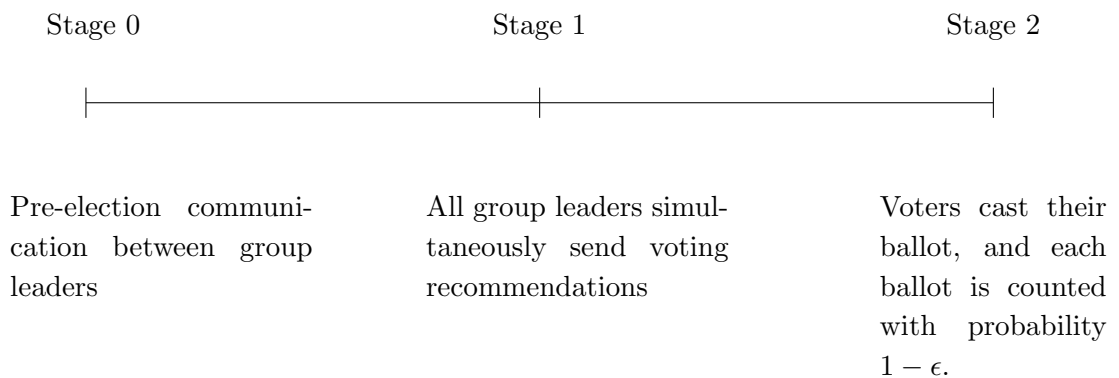 Stage 0
Stage 1
Stage 2
Pre-election communi-
cation between group
leaders
All group leaders simul-
taneously send voting
recommendations
Voters cast their
ballot, and each
ballot is counted
with probability
1 − ϵ.